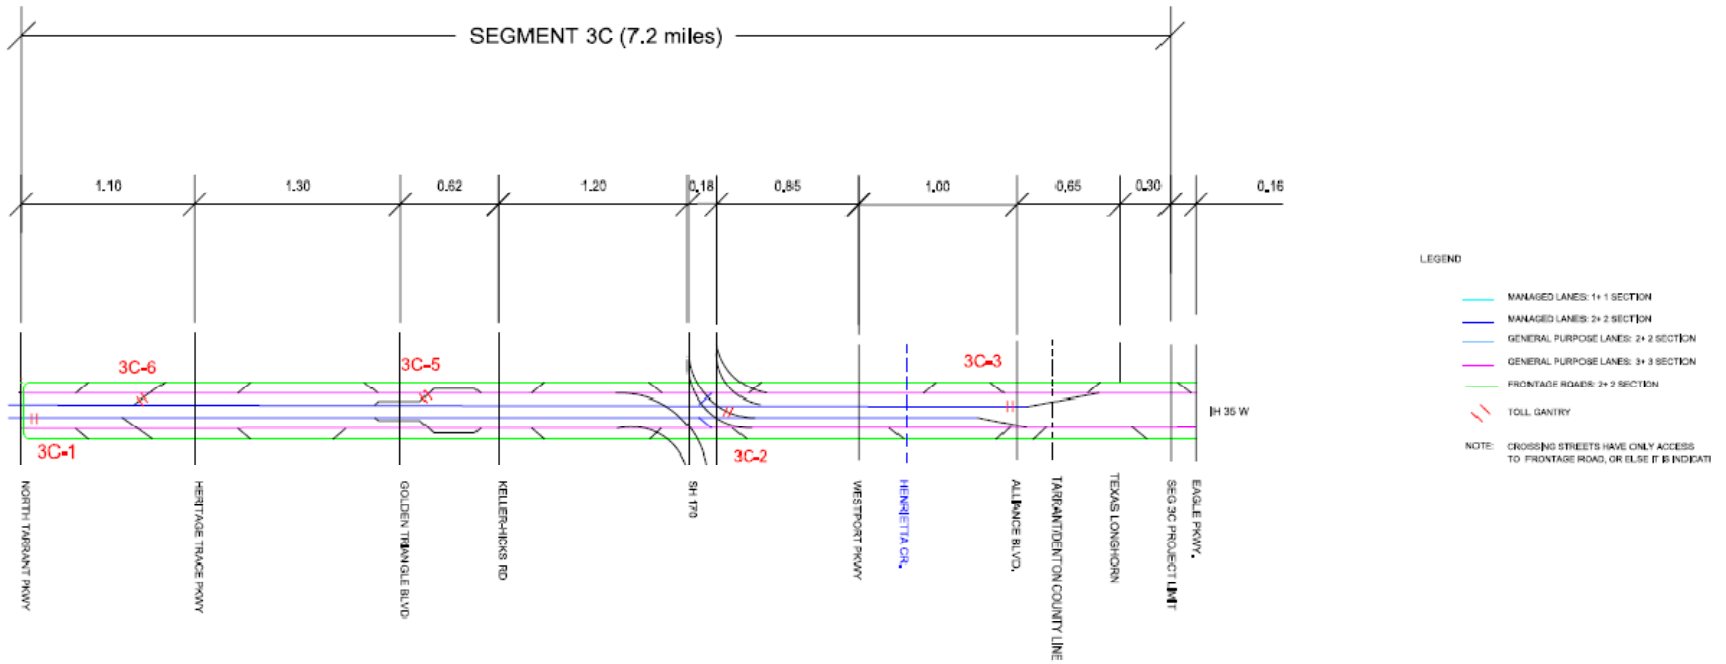 SEGMENT 3C (7.2 miles)
1.10
1.30
0.62
1.20
0.18
0.85
1.00
0.65
0.30
0.16
LEGEND
MANAGED LANES: 1+ 1 SECTION
MANAGED LANES: 2+ 2 SECTION
GENERAL PURPOSE LANES: 2+ 2 SECTION
GENERAL PURPOSE LANES: 3+ 3 SECTION
FRONTAGE ROADS: 2+ 2 SECTION
TOLL GANTRY
NOTE: CROSSING STREETS HAVE ONLY ACCESS
TO FRONTAGE ROAD, OR ELSE IT IS INDICATE
3C-6
3C-5
3C-3
IH 35 W
3C-1
3C-2
NORTH TARRANT PKWY
HERITAGE TRACE PKWY
GOLDEN TRIANGLE BLVD.
KELLER-HICKS RD
SH 170
WESTPORT PKWY
HENRIETTA CR.
ALLIANCE BLVD.
TARRANT/DENTON COUNTY LINE
TEXAS LONGHORN
SEG 3C PROJECT LIMIT
EAGLE PKWY.